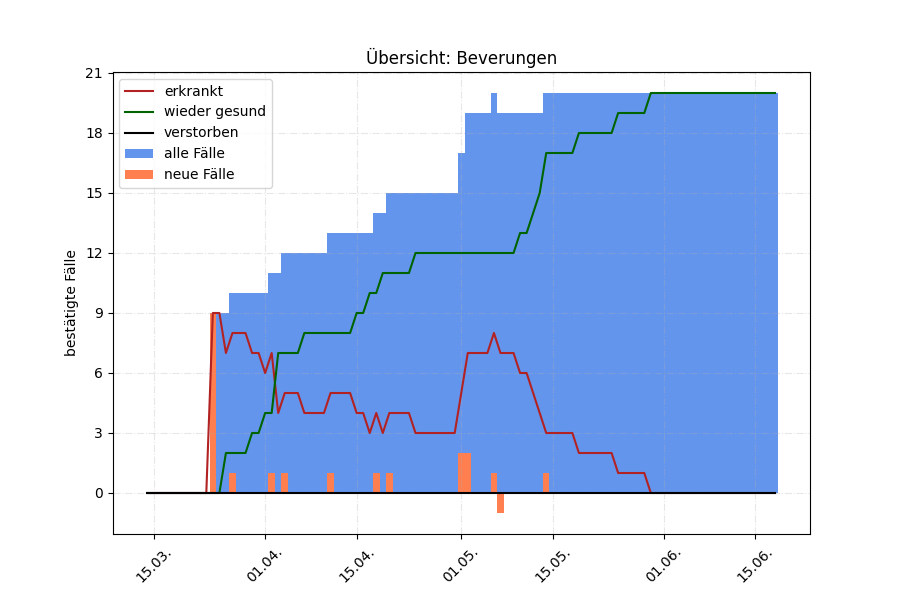 Übersicht: Beverungen
bestätigte Fälle
21
18
15
12
9
6
3
0
erkrankt
wieder gesund
verstorben
alle Fälle
neue Fälle
15.03.
01.04.
15.04.
01.05.
15.05.
01.06.
15.06.